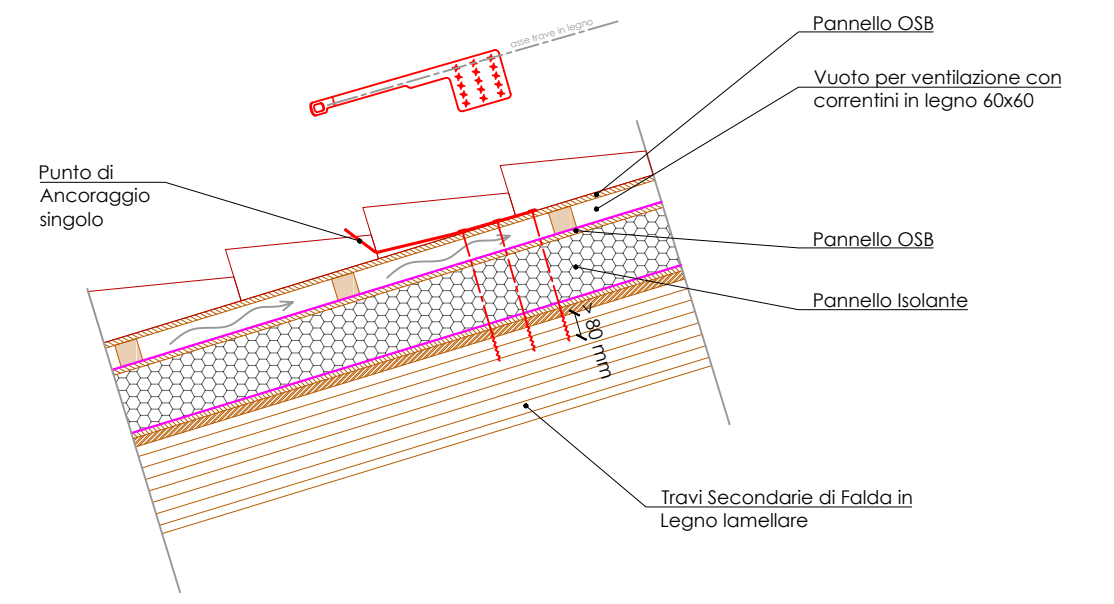 asse trave in legno
Pannello OSB
Vuoto per ventilazione con
correntini in legno 60x60
Punto di
Ancoraggio
singolo
Pannello OSB
Pannello Isolante
> 80 mm
Travi Secondarie di Falda in
Legno lamellare